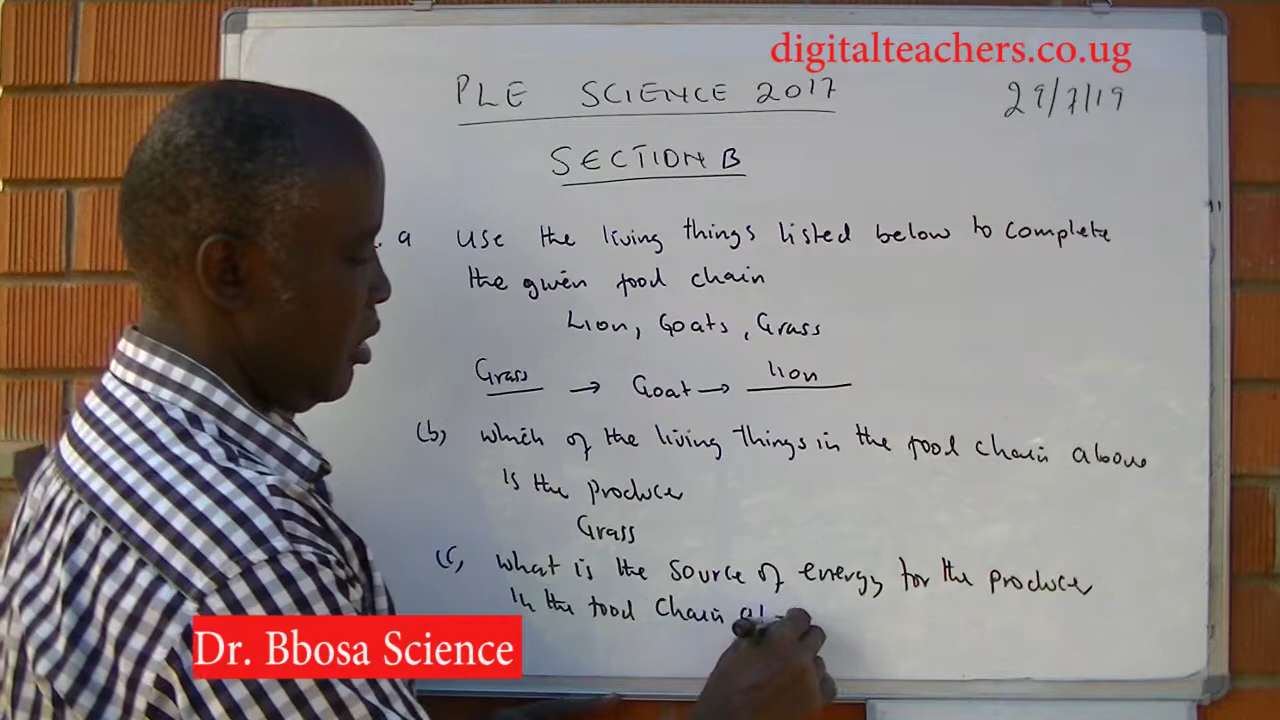 digitalteachers.co.ug
PLE SCIENCE 2017
29/7/19
SECTION B
a Use the living things listed below to complete
the given food chain
Lion, Goats, Grass
Grass → Goat → Lion
(b) which of the living things in the food chain above
is the producer
Grass
(c) what is the source of energy for the producer
in the food chain
Dr. Bbosa Science